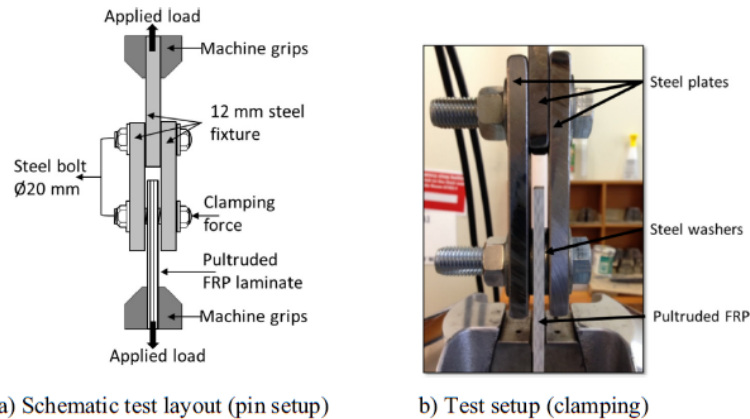 Applied load
Machine grips
12 mm steel
fixture
Steel bolt
Ø20 mm
Clamping
force
Pultruded
FRP laminate
Machine grips
Applied load
a) Schematic test layout (pin setup)
Steel plates
Steel washers
Pultruded FRP
b) Test setup (clamping)